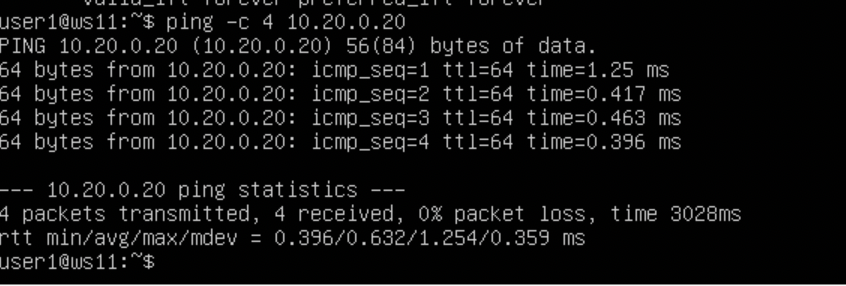 valid_lft forever preferred_lft forever
user1@ws11:~$ ping -c 4 10.20.0.20
PING 10.20.0.20 (10.20.0.20) 56(84) bytes of data.
64 bytes from 10.20.0.20: icmp_seq=1 ttl=64 time=1.25 ms
64 bytes from 10.20.0.20: icmp_seq=2 ttl=64 time=0.417 ms
64 bytes from 10.20.0.20: icmp_seq=3 ttl=64 time=0.463 ms
64 bytes from 10.20.0.20: icmp_seq=4 ttl=64 time=0.396 ms
--- 10.20.0.20 ping statistics ---
4 packets transmitted, 4 received, 0% packet loss, time 3028ms
rtt min/avg/max/mdev = 0.396/0.632/1.254/0.359 ms
user1@ws11:~$